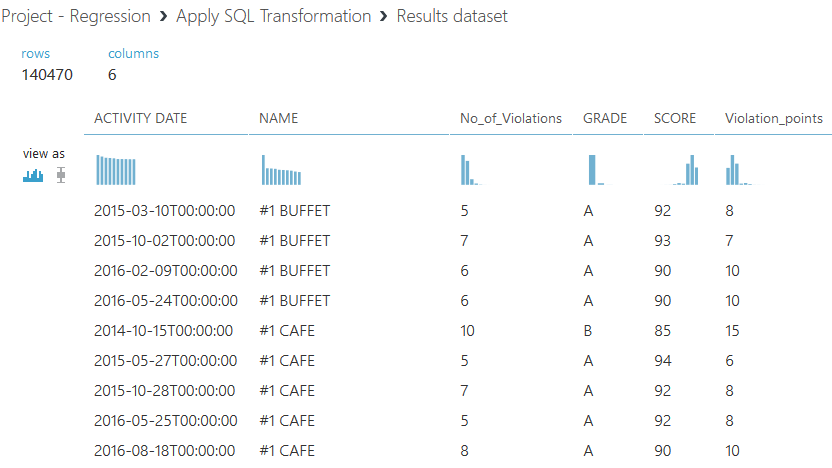 Project - Regression > Apply SQL Transformation > Results dataset
rows columns
140470 6
ACTIVITY DATE NAME No_of_Violations GRADE SCORE Violation_points
view as
2015-03-10T00:00:00 #1 BUFFET 5 A 92 8
2015-10-02T00:00:00 #1 BUFFET 7 A 93 7
2016-02-09T00:00:00 #1 BUFFET 6 A 90 10
2016-05-24T00:00:00 #1 BUFFET 6 A 90 10
2014-10-15T00:00:00 #1 CAFE 10 B 85 15
2015-05-27T00:00:00 #1 CAFE 5 A 94 6
2015-10-28T00:00:00 #1 CAFE 7 A 92 8
2016-05-25T00:00:00 #1 CAFE 5 A 92 8
2016-08-18T00:00:00 #1 CAFE 8 A 90 10